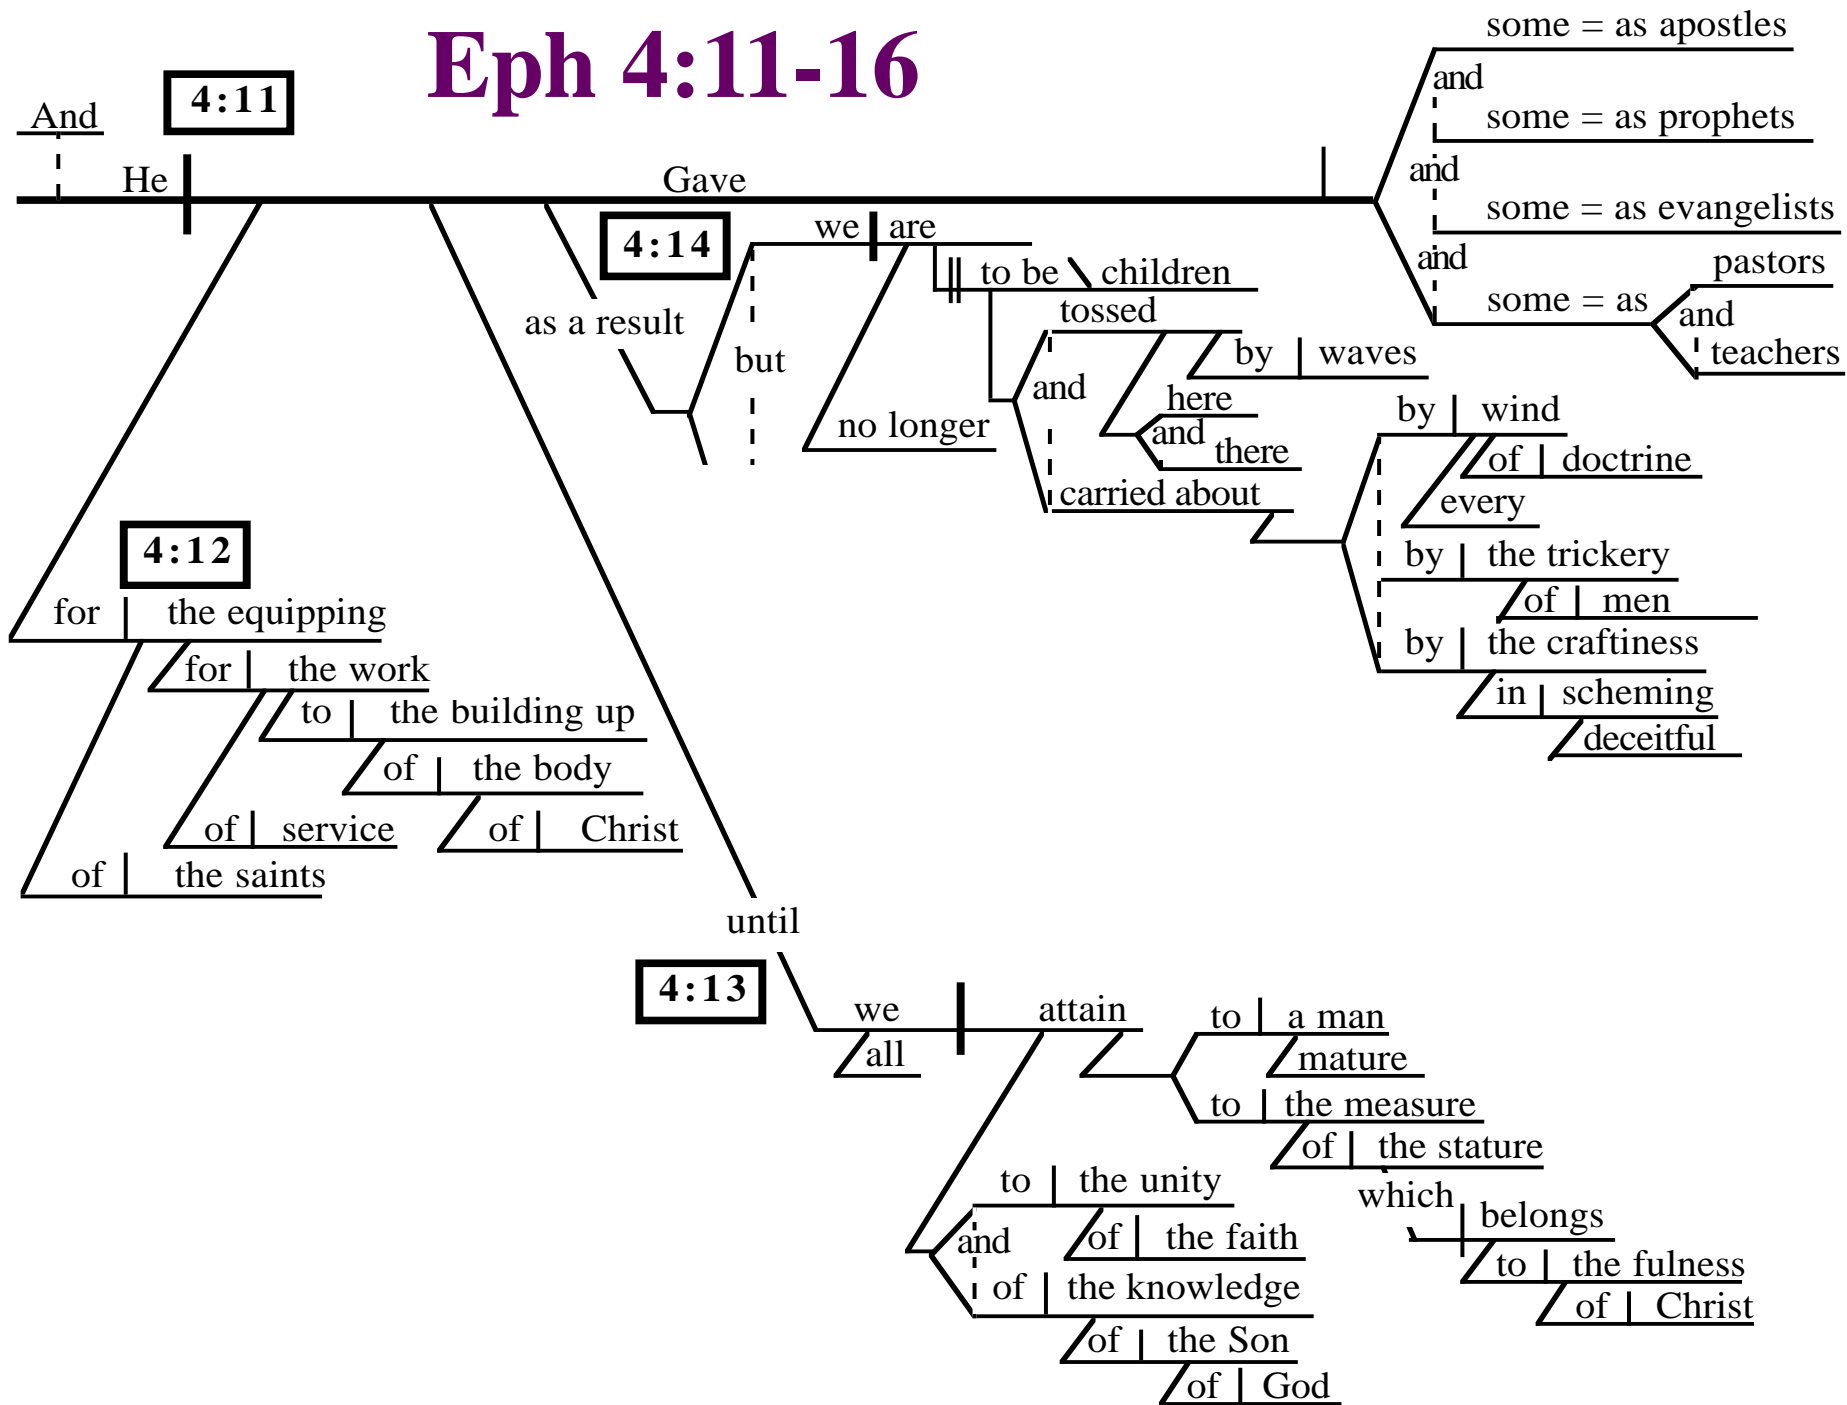 Eph 4:11-16
And
4:11
He
Gave
some = as apostles
and
some = as prophets
and
some = as evangelists
and
some = as
pastors
and
teachers
4:12
for the equipping
for the work
to the building up
of the body
of Christ
of service
of the saints
until
4:13
we
attain
all
to a man
mature
to the measure
of the stature
which
belongs
to the fulness
of Christ
to the unity
of the faith
and
of the knowledge
of the Son
of God
as a result
4:14
we are
but
no longer
to be children
tossed
by waves
and
here
and
there
carried about
by wind
of doctrine
every
by the trickery
of men
by the craftiness
in scheming
deceitful